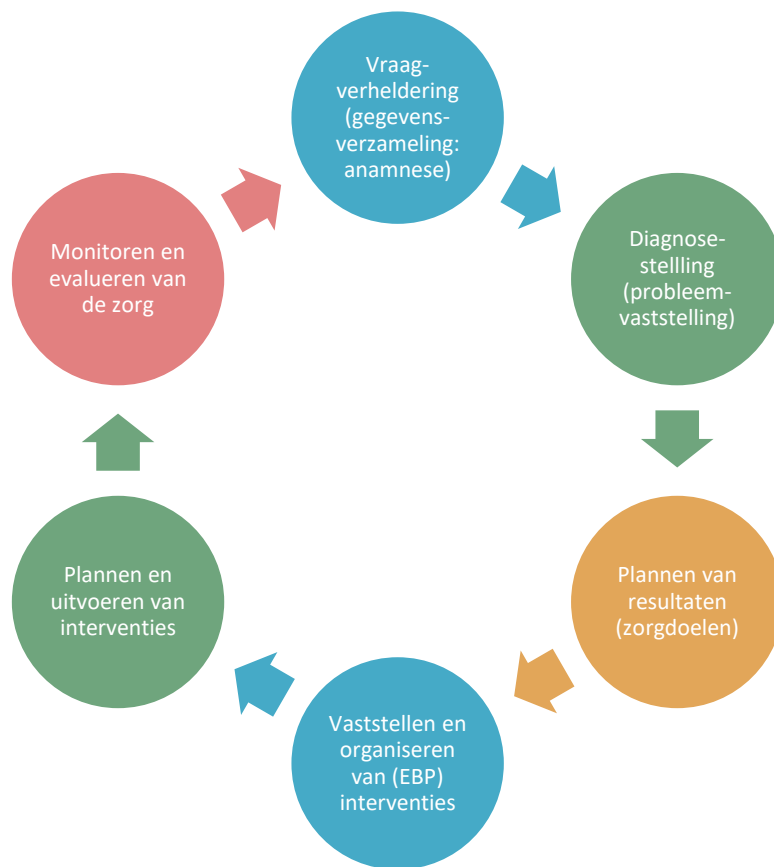 Vraag-
verheldering
(gegevens-
verzameling:
anamnese)
Diagnose-
stellling
(probleem-
vaststelling)
Plannen van
resultaten
(zorgdoelen)
Vaststellen en
organiseren
van (EBP)
interventies
Plannen en
uitvoeren van
interventies
Monitoren en
evalueren van
de zorg